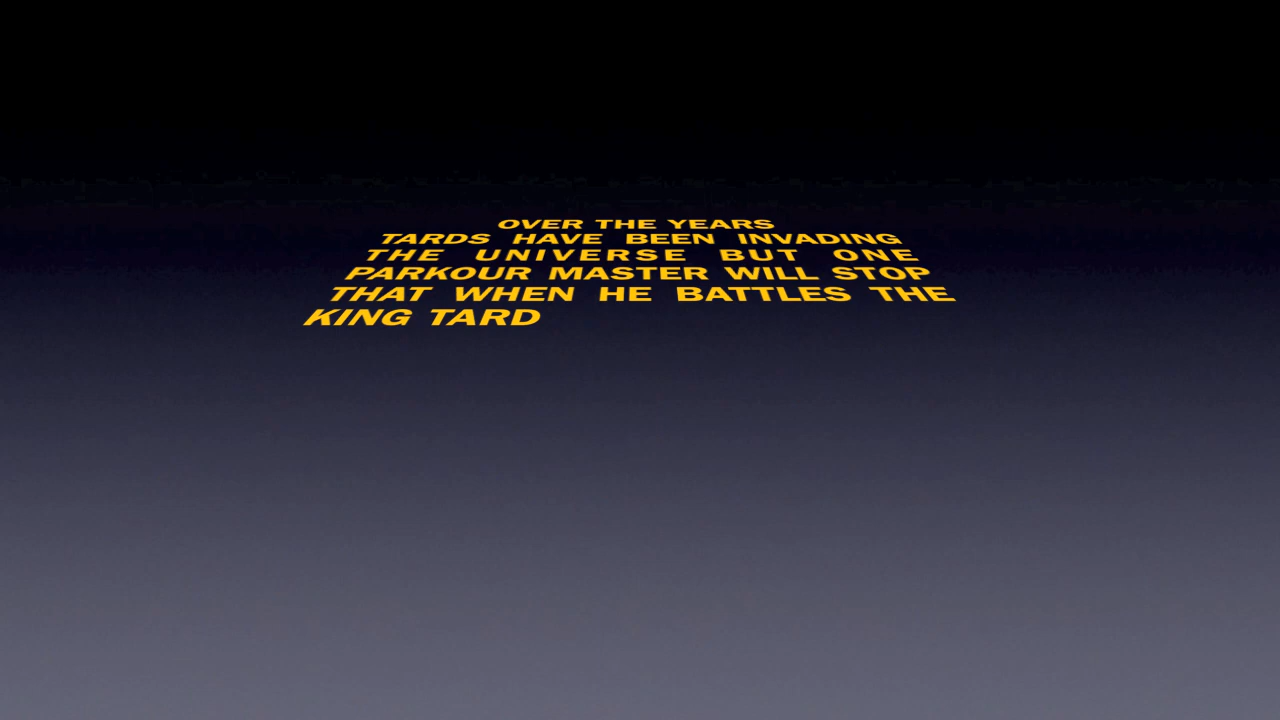 OVER THE YEARS
TARDS HAVE BEEN INVADING
THE UNIVERSE BUT ONE
PARKOUR MASTER WILL STOP
THAT WHEN HE BATTLES THE
KING TARD